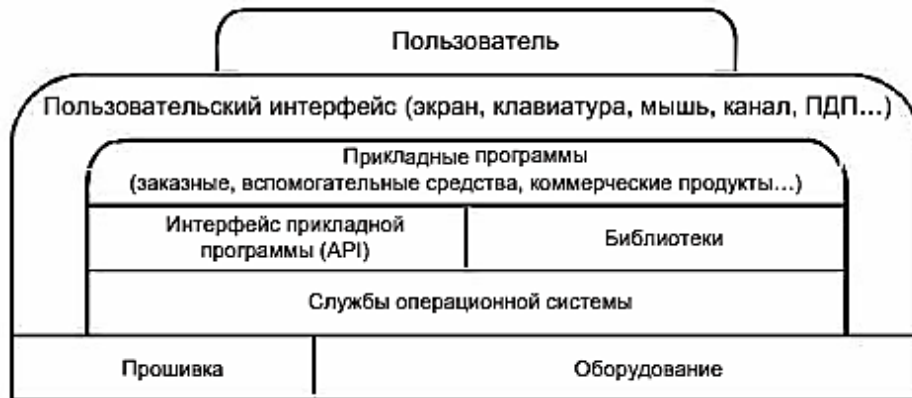 Пользователь
Пользовательский интерфейс (экран, клавиатура, мышь, канал, ПДП...)
Прикладные программы
(заказные, вспомогательные средства, коммерческие продукты...)
Интерфейс прикладной
программы (API)
Библиотеки
Службы операционной системы
Прошивка
Оборудование